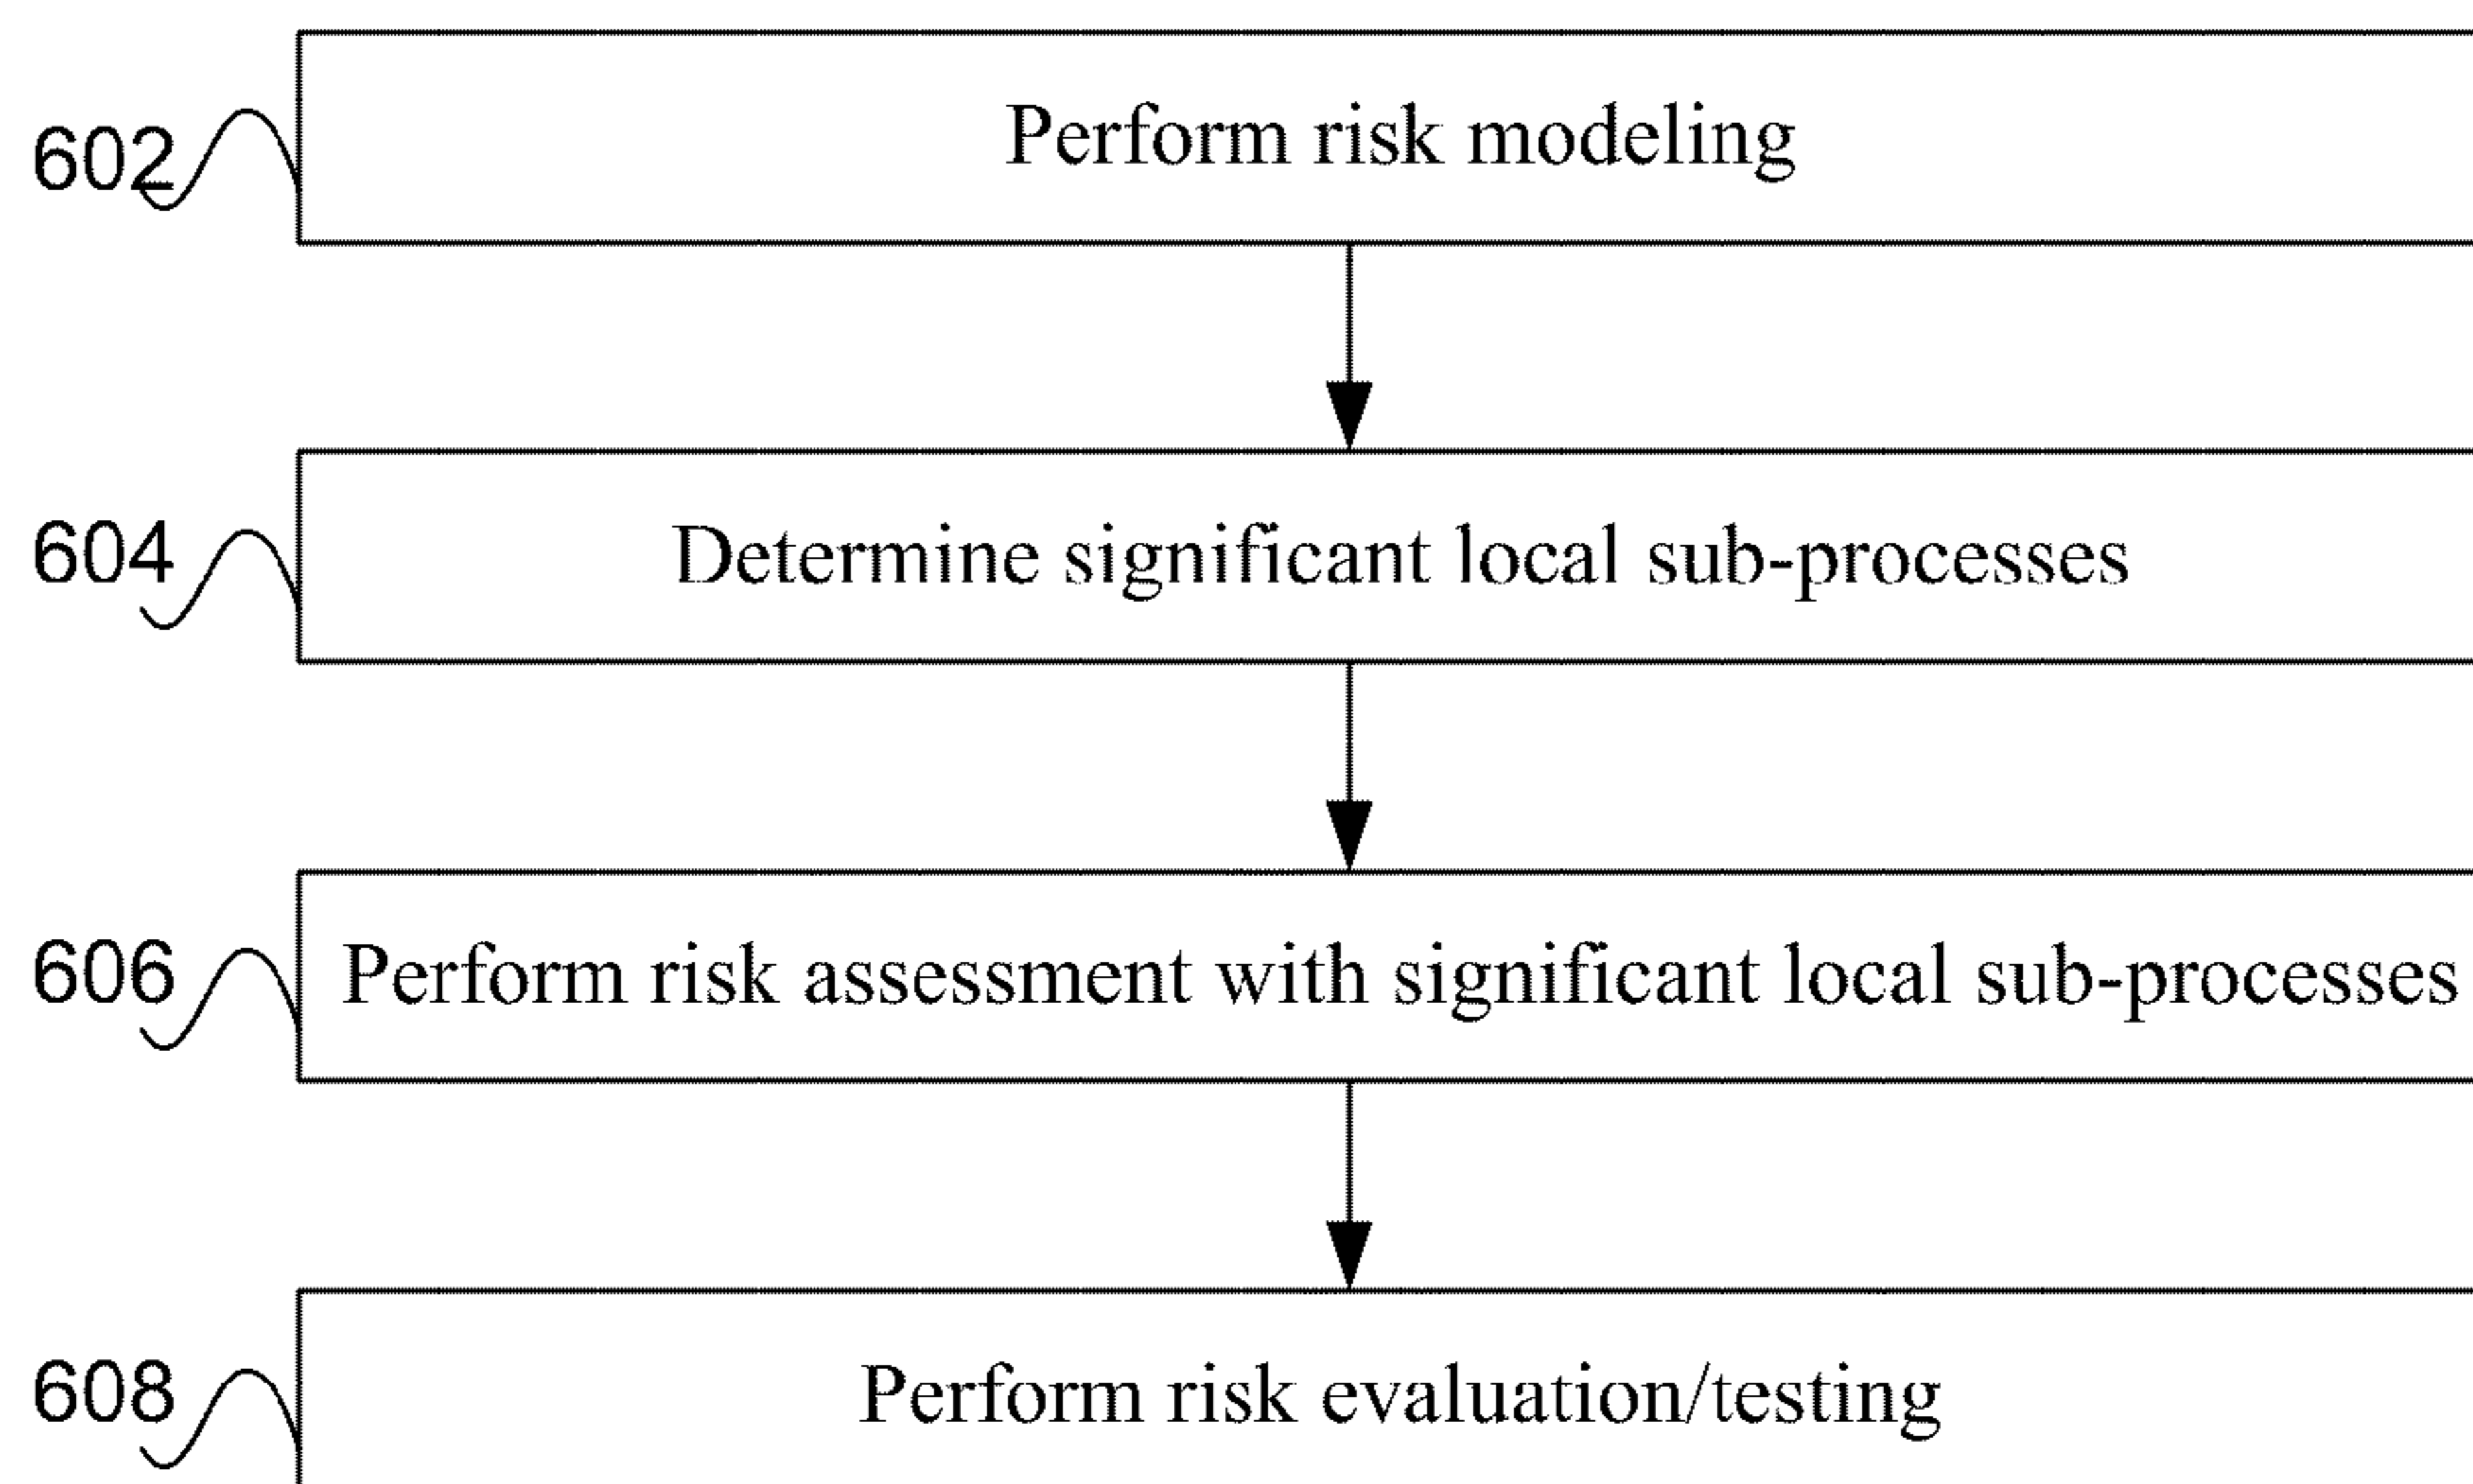 602 Perform risk modeling
604 Determine significant local sub-processes
606 Perform risk assessment with significant local sub-processes
608 Perform risk evaluation/testing